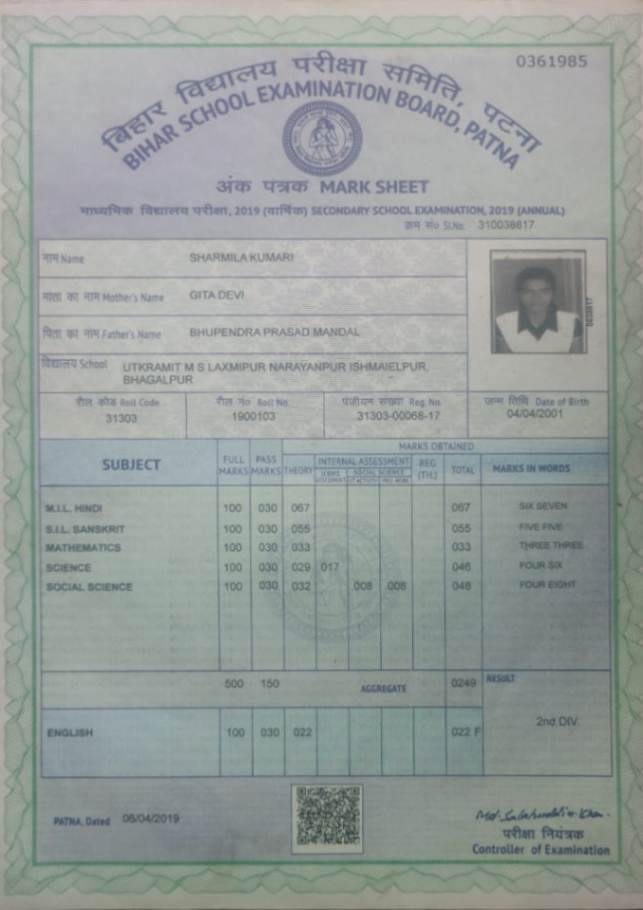 0361985
बिहार विद्यालय परीक्षा समिति, पटना
BIHAR SCHOOL EXAMINATION BOARD, PATNA
अंक पत्रक MARK SHEET
माध्यमिक विद्यालय परीक्षा, 2019 (वार्षिक) SECONDARY SCHOOL EXAMINATION, 2019 (ANNUAL)
क्रम सं० Sl.No. 310036817
नाम Name SHARMILA KUMARI
माता का नाम Mother's Name GITA DEVI
पिता का नाम Father's Name BHUPENDRA PRASAD MANDAL
विद्यालय School UTKRAMIT M S LAXMIPUR NARAYANPUR ISHMAIELPUR,
BHAGALPUR
रौल कोड Roll Code रौल न० Roll No. पंजीयन संख्या Reg. No. जन्म तिथि Date of Birth
31303 1900103 31303-00068-17 04/04/2001
MARKS OBTAINED
SUBJECT FULL MARKS PASS MARKS THEORY INTERNAL ASSESSMENT REG (TH.) TOTAL MARKS IN WORDS
SOCIAL SCIENCE
M.I.L. HINDI 100 030 067 067 SIX SEVEN
S.I.L. SANSKRIT 100 030 055 055 FIVE FIVE
MATHEMATICS 100 030 033 033 THREE THREE
SCIENCE 100 030 029 017 046 FOUR SIX
SOCIAL SCIENCE 100 030 032 008 008 048 FOUR EIGHT
500 150 AGGREGATE 0249 RESULT
2nd DIV.
ENGLISH 100 030 022 022 F
PATNA, Dated 06/04/2019
परीक्षा नियंत्रक
Controller of Examination